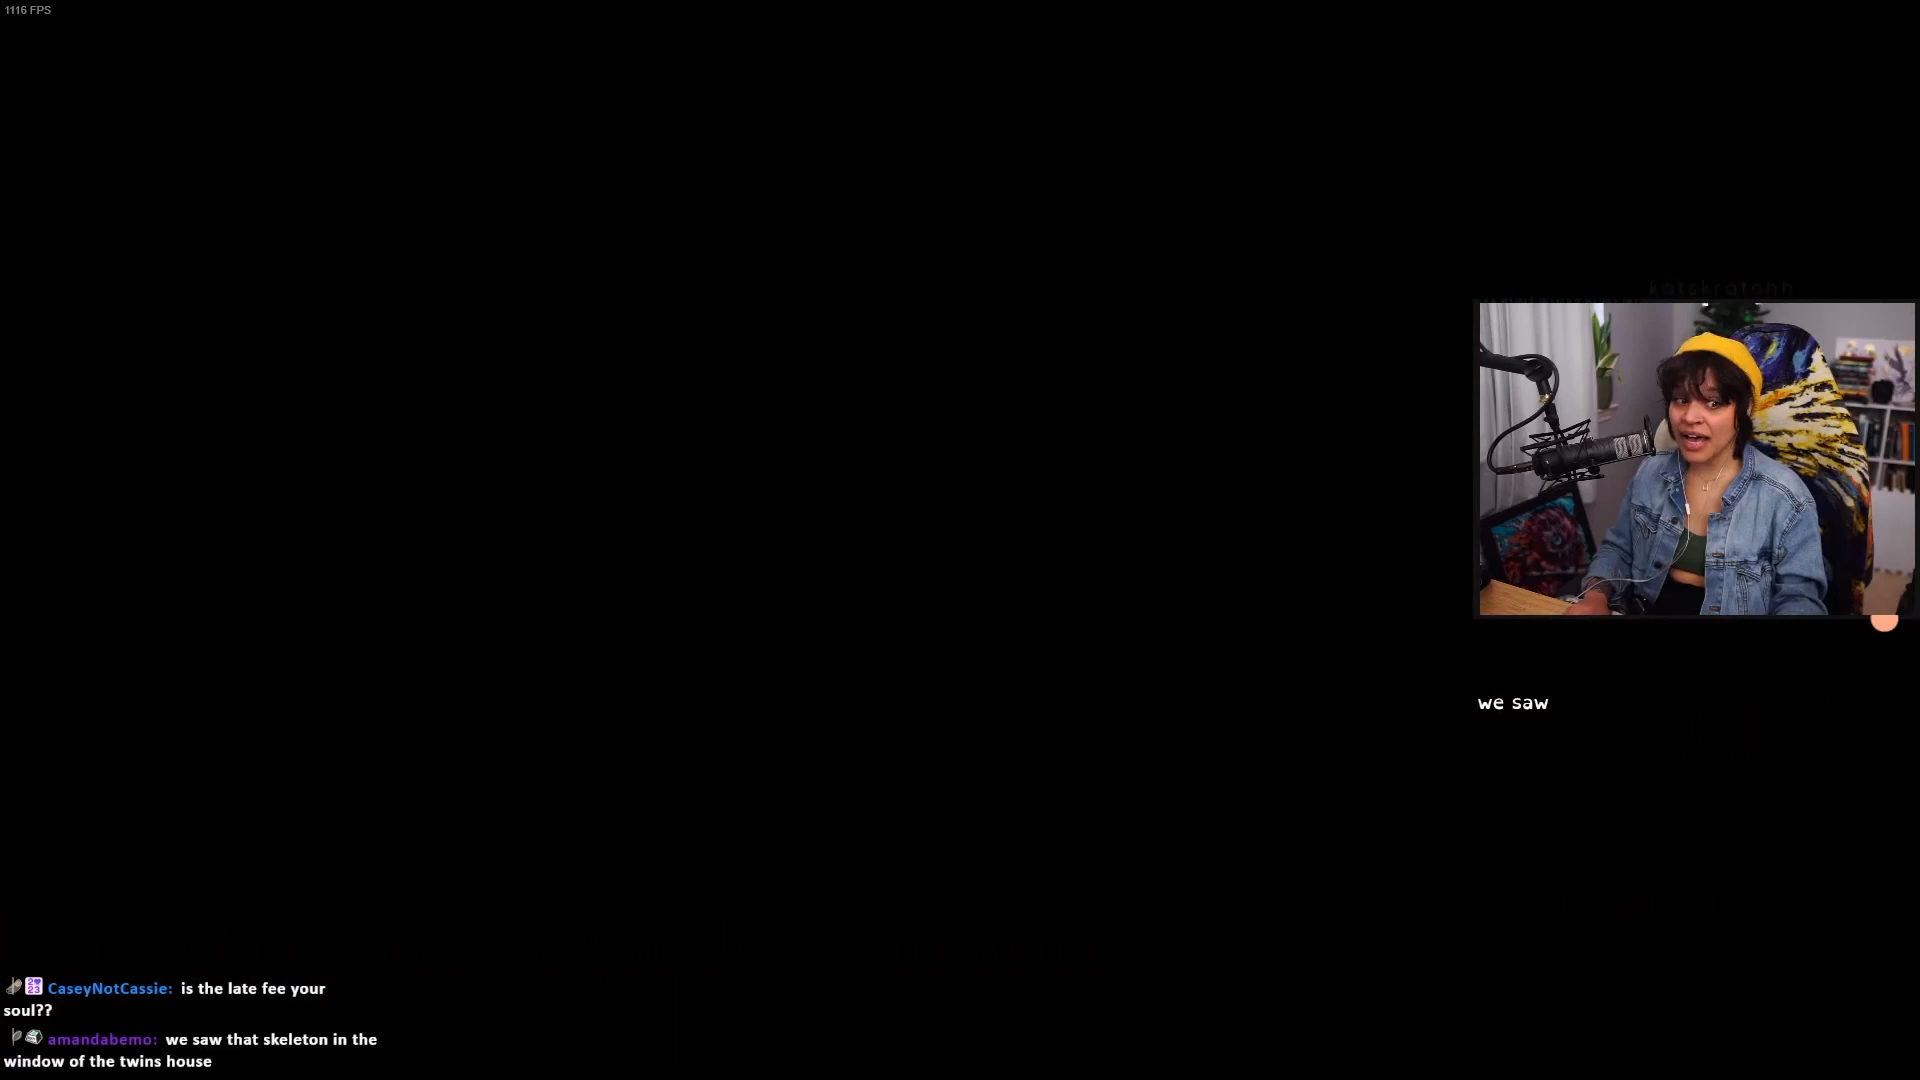 1116 FPS
katskratchh
we saw
CaseyNotCassie: is the late fee your
soul??
amandabemo: we saw that skeleton in the
window of the twins house